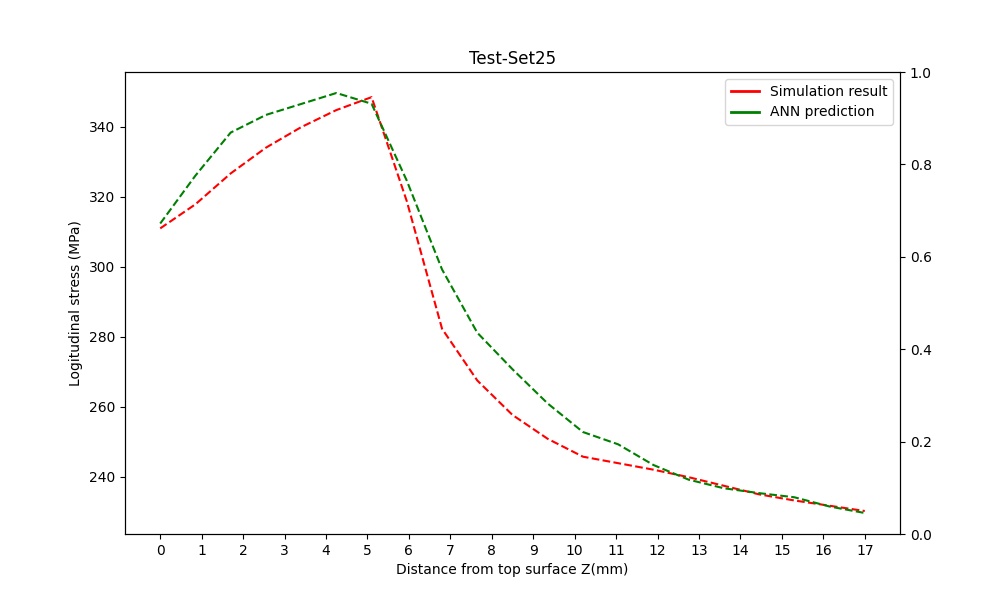 Test-Set25
Simulation result
ANN prediction
Logitudinal stress (MPa)
340
320
300
280
260
240
1.0
0.8
0.6
0.4
0.2
0.0
0 1 2 3 4 5 6 7 8 9 10 11 12 13 14 15 16 17
Distance from top surface Z(mm)